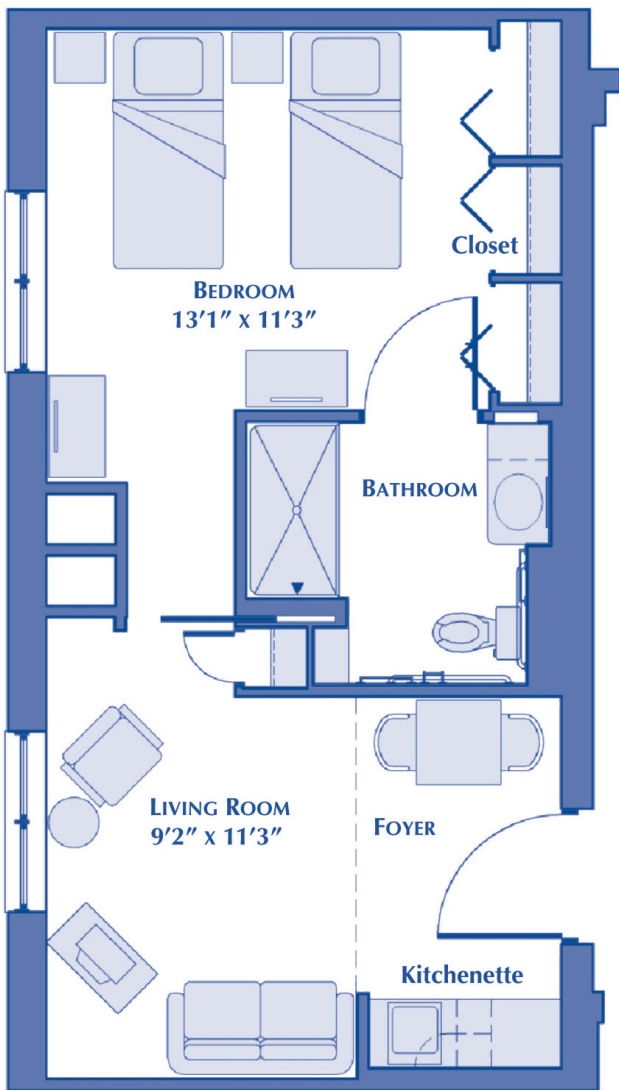 Closet
BEDROOM
13′1″ X 11′3″
BATHROOM
LIVING ROOM
9′2″ X 11′3″
FOYER
Kitchenette